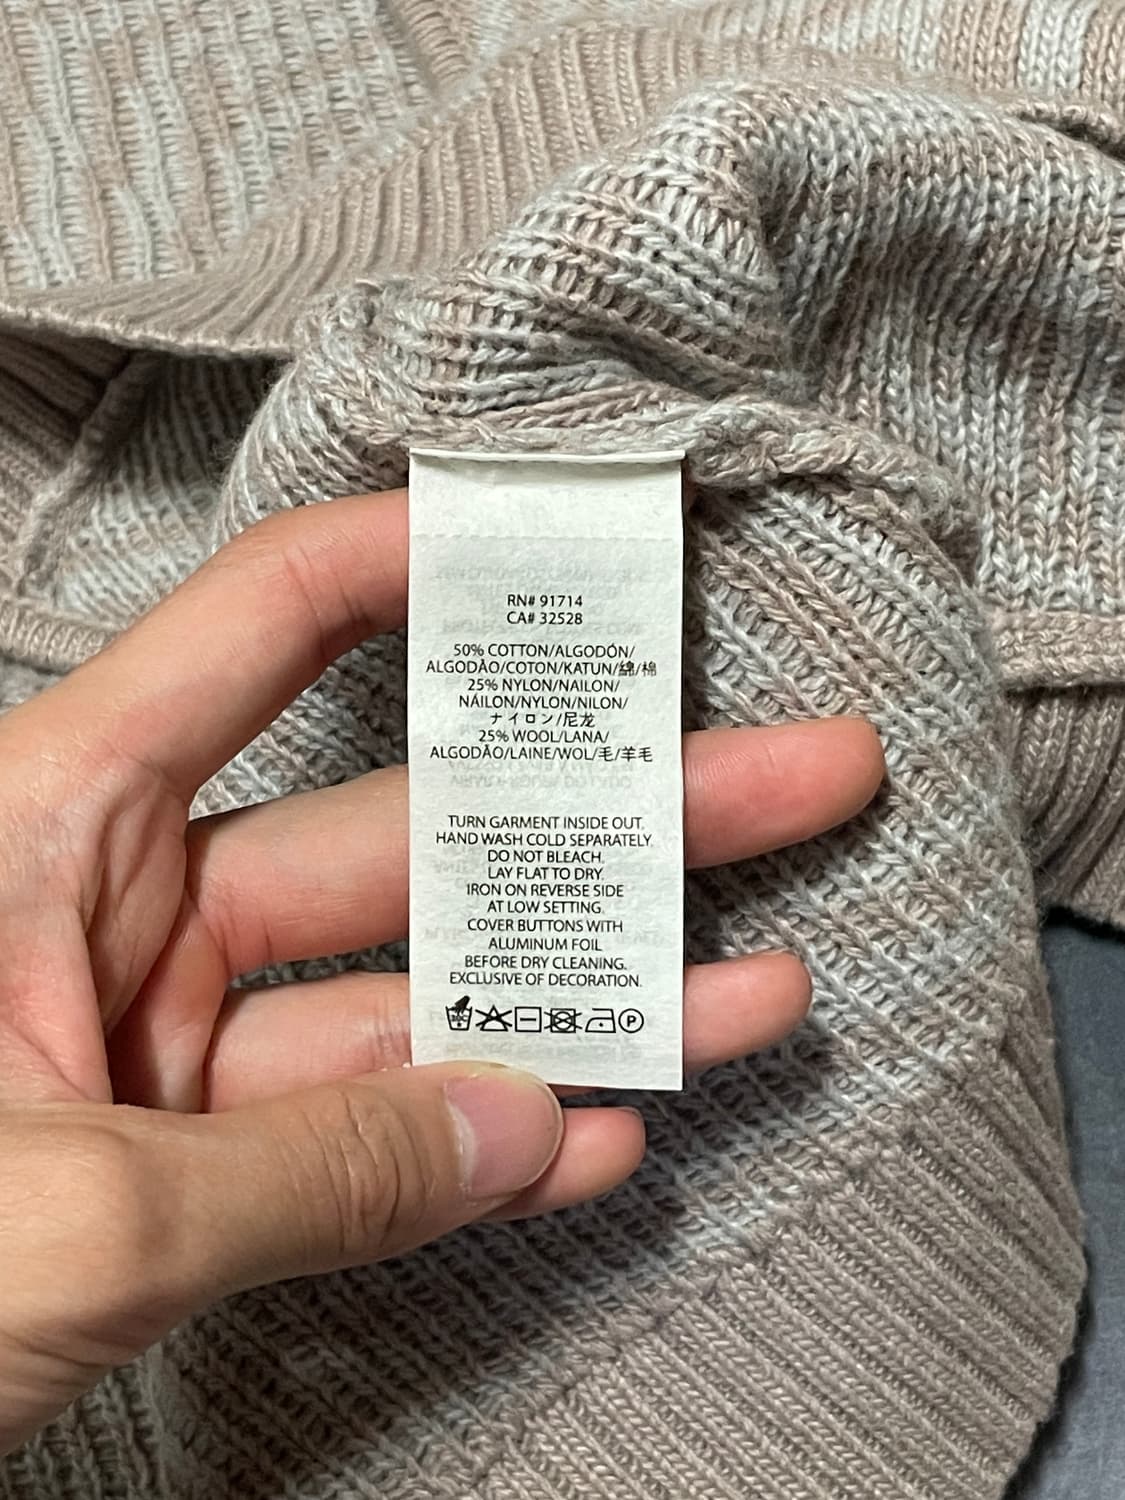 RN# 91714
CA# 32528
50% COTTON/ALGODÓN/
ALGODÃO/COTON/KATUN/綿/棉
25% NYLON/NAILON/
NÁILON/NYLON/NILON/
ナイロン/尼龙
25% WOOL/LANA/
ALGODÃO/LAINE/WOL/毛/羊毛
TURN GARMENT INSIDE OUT.
HAND WASH COLD SEPARATELY.
DO NOT BLEACH.
LAY FLAT TO DRY.
IRON ON REVERSE SIDE
AT LOW SETTING.
COVER BUTTONS WITH
ALUMINUM FOIL
BEFORE DRY CLEANING.
EXCLUSIVE OF DECORATION.
30C P